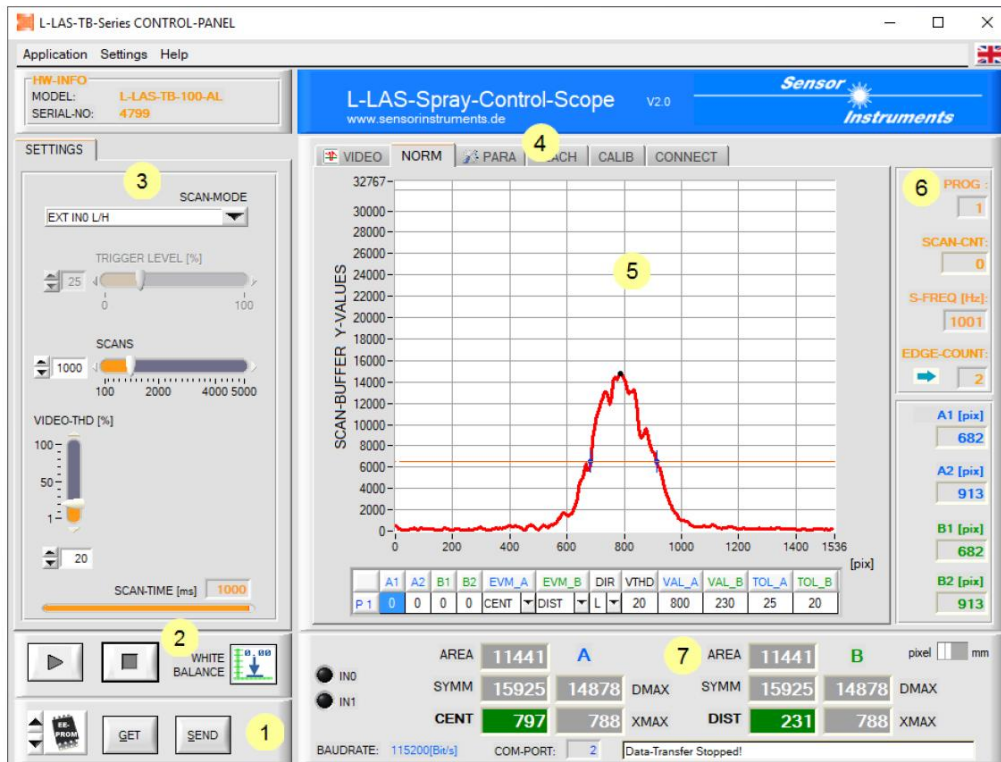 L-LAS-TB-Series CONTROL-PANEL
Application Settings Help
HW-INFO
MODEL: L-LAS-TB-100-AL
SERIAL-NO: 4799
L-LAS-Spray-Control-Scope V2.0
www.sensorinstruments.de
Sensor
Instruments
SETTINGS
3
SCAN-MODE
EXT IN0 L/H
TRIGGER LEVEL [%]
25
0 100
SCANS
1000
100 2000 4000 5000
VIDEO-THD [%]
100
50
1
20
SCAN-TIME [ms] 1000
2
WHITE
BALANCE
0.00
EE-
PROM
GET SEND 1
VIDEO NORM PARA 4 CALIB CONNECT
32767
30000
28000
26000
24000
22000
20000
18000
16000
14000
12000
10000
8000
6000
4000
2000
0
SCAN-BUFFER Y-VALUES
5
0 200 400 600 800 1000 1200 1400 1536
[pix]
A1 A2 B1 B2 EVM_A EVM_B DIR VTHD VAL_A VAL_B TOL_A TOL_B
P 1 0 0 0 0 CENT DIST L 20 800 230 25 20
6 PROG :
1
SCAN-CNT:
0
S-FREQ [Hz]:
1001
EDGE-COUNT:
2
A1 [pix]
682
A2 [pix]
913
B1 [pix]
682
B2 [pix]
913
IN0
IN1
AREA 11441 A
SYMM 15925 14878 DMAX
CENT 797 788 XMAX
7 AREA 11441 B
SYMM 15925 14878 DMAX
DIST 231 788 XMAX
pixel mm
BAUDRATE: 115200[Bit/s] COM-PORT: 2 Data-Transfer Stopped!